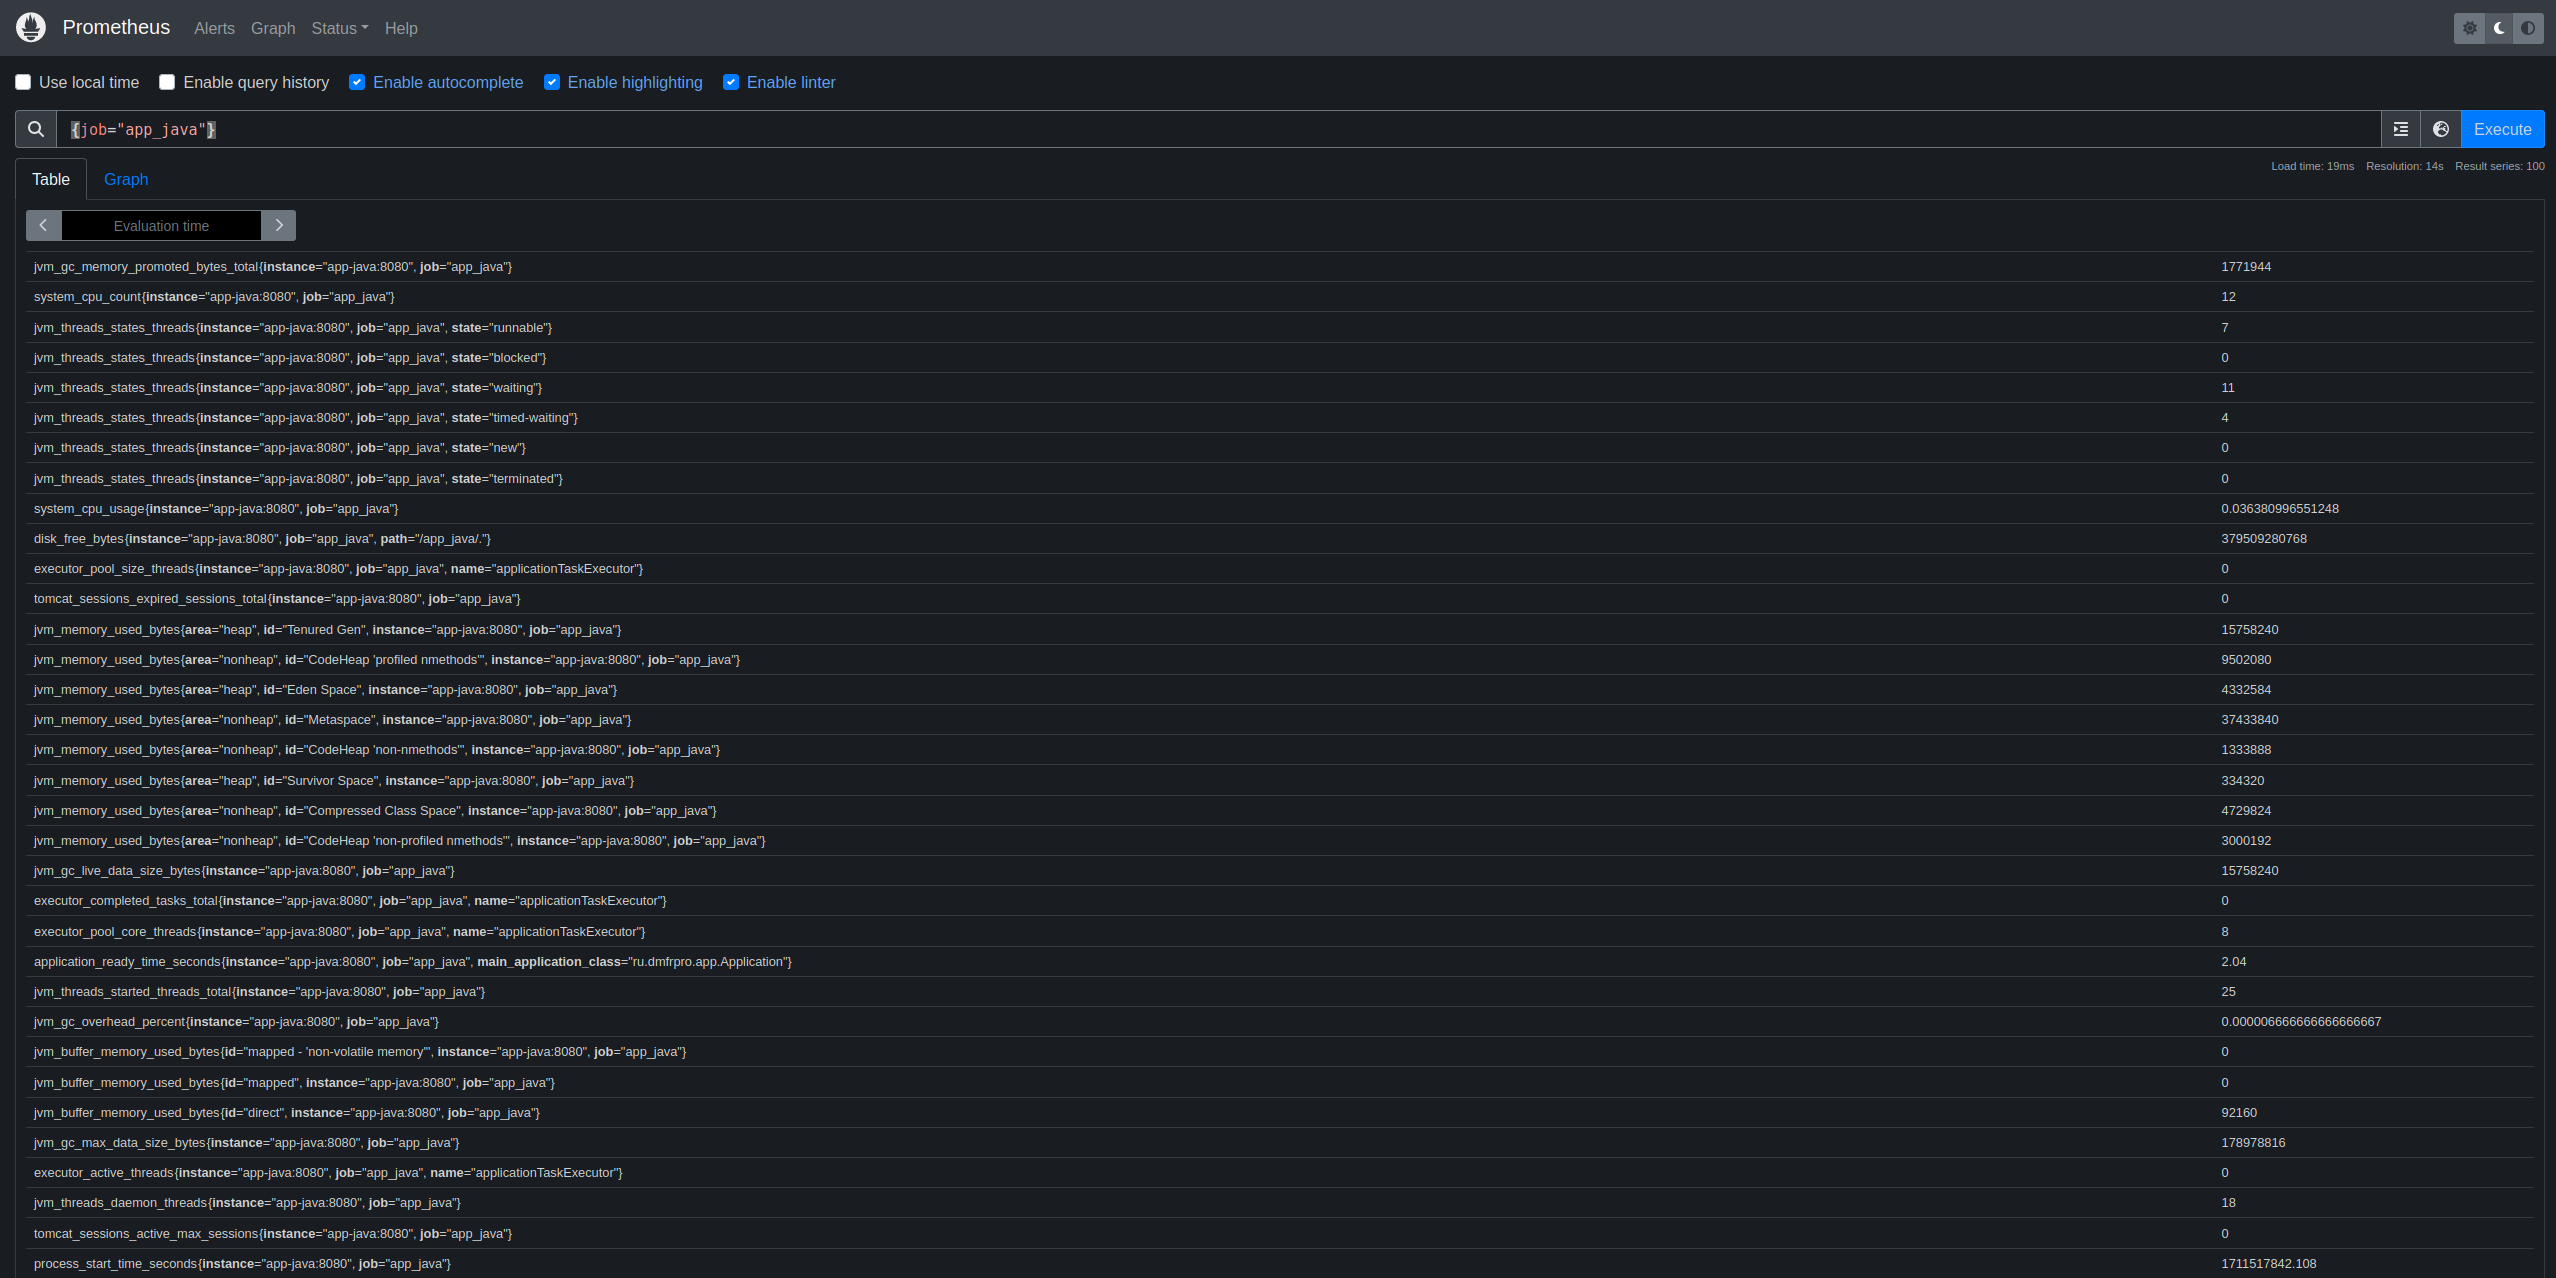 Prometheus Alerts Graph Status Help
Use local time Enable query history Enable autocomplete Enable highlighting Enable linter
{job="app_java"} Execute
Table Graph Load time: 19ms Resolution: 14s Result series: 100
Evaluation time
jvm_gc_memory_promoted_bytes_total{instance="app-java:8080", job="app_java"} 1771944
system_cpu_count{instance="app-java:8080", job="app_java"} 12
jvm_threads_states_threads{instance="app-java:8080", job="app_java", state="runnable"} 7
jvm_threads_states_threads{instance="app-java:8080", job="app_java", state="blocked"} 0
jvm_threads_states_threads{instance="app-java:8080", job="app_java", state="waiting"} 11
jvm_threads_states_threads{instance="app-java:8080", job="app_java", state="timed-waiting"} 4
jvm_threads_states_threads{instance="app-java:8080", job="app_java", state="new"} 0
jvm_threads_states_threads{instance="app-java:8080", job="app_java", state="terminated"} 0
system_cpu_usage{instance="app-java:8080", job="app_java"} 0.036380996551248
disk_free_bytes{instance="app-java:8080", job="app_java", path="/app_java/."} 379509280768
executor_pool_size_threads{instance="app-java:8080", job="app_java", name="applicationTaskExecutor"} 0
tomcat_sessions_expired_sessions_total{instance="app-java:8080", job="app_java"} 0
jvm_memory_used_bytes{area="heap", id="Tenured Gen", instance="app-java:8080", job="app_java"} 15758240
jvm_memory_used_bytes{area="nonheap", id="CodeHeap 'profiled nmethods'", instance="app-java:8080", job="app_java"} 9502080
jvm_memory_used_bytes{area="heap", id="Eden Space", instance="app-java:8080", job="app_java"} 4332584
jvm_memory_used_bytes{area="nonheap", id="Metaspace", instance="app-java:8080", job="app_java"} 37433840
jvm_memory_used_bytes{area="nonheap", id="CodeHeap 'non-nmethods'", instance="app-java:8080", job="app_java"} 1333888
jvm_memory_used_bytes{area="heap", id="Survivor Space", instance="app-java:8080", job="app_java"} 334320
jvm_memory_used_bytes{area="nonheap", id="Compressed Class Space", instance="app-java:8080", job="app_java"} 4729824
jvm_memory_used_bytes{area="nonheap", id="CodeHeap 'non-profiled nmethods'", instance="app-java:8080", job="app_java"} 3000192
jvm_gc_live_data_size_bytes{instance="app-java:8080", job="app_java"} 15758240
executor_completed_tasks_total{instance="app-java:8080", job="app_java", name="applicationTaskExecutor"} 0
executor_pool_core_threads{instance="app-java:8080", job="app_java", name="applicationTaskExecutor"} 8
application_ready_time_seconds{instance="app-java:8080", job="app_java", main_application_class="ru.dmfrpro.app.Application"} 2.04
jvm_threads_started_threads_total{instance="app-java:8080", job="app_java"} 25
jvm_gc_overhead_percent{instance="app-java:8080", job="app_java"} 0.000006666666666666667
jvm_buffer_memory_used_bytes{id="mapped - 'non-volatile memory'", instance="app-java:8080", job="app_java"} 0
jvm_buffer_memory_used_bytes{id="mapped", instance="app-java:8080", job="app_java"} 0
jvm_buffer_memory_used_bytes{id="direct", instance="app-java:8080", job="app_java"} 92160
jvm_gc_max_data_size_bytes{instance="app-java:8080", job="app_java"} 178978816
executor_active_threads{instance="app-java:8080", job="app_java", name="applicationTaskExecutor"} 0
jvm_threads_daemon_threads{instance="app-java:8080", job="app_java"} 18
tomcat_sessions_active_max_sessions{instance="app-java:8080", job="app_java"} 0
process_start_time_seconds{instance="app-java:8080", job="app_java"} 1711517842.108